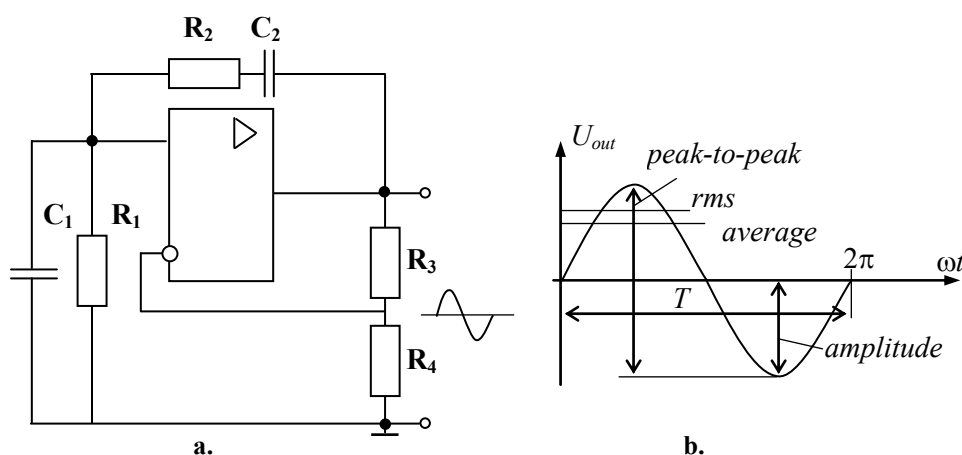 R2 C2
C1 R1
R3
R4
a.
Uout
peak-to-peak
rms
average
2π
ωt
T
amplitude
b.